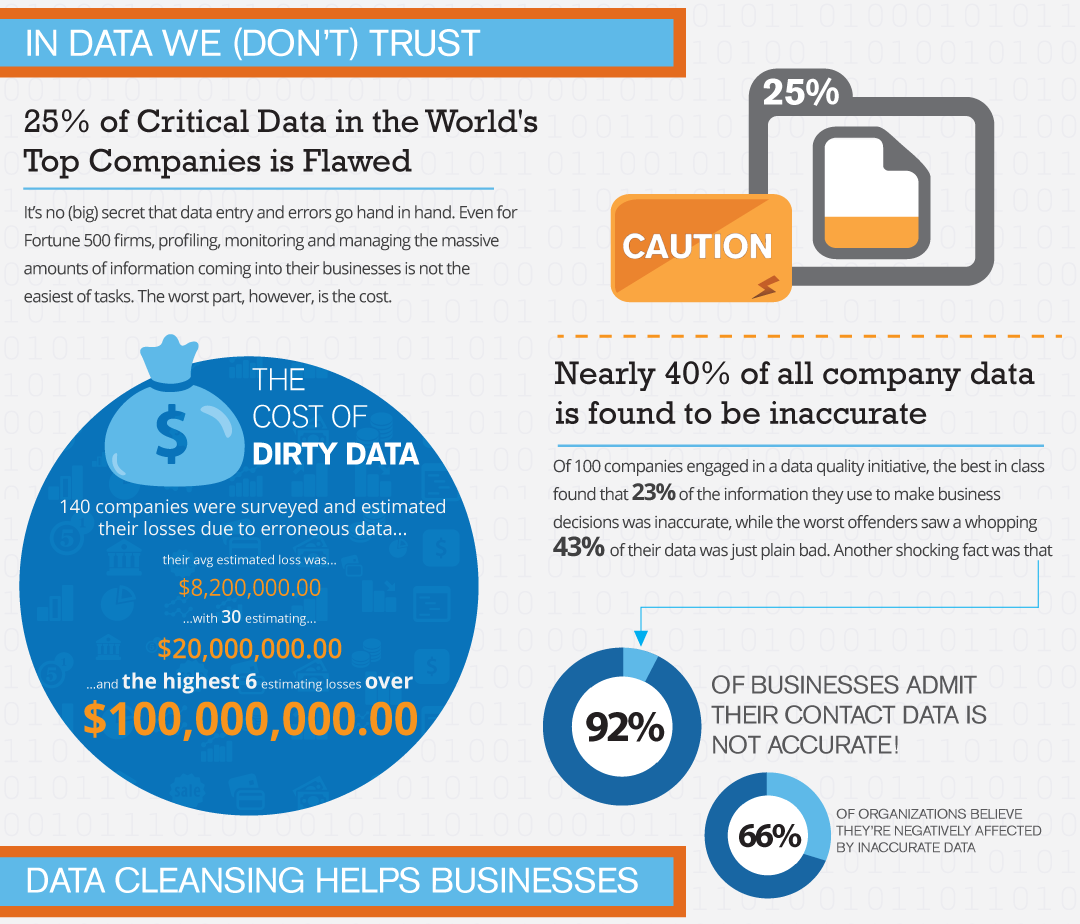 IN DATA WE (DON'T) TRUST
25% of Critical Data in the World's
Top Companies is Flawed
It's no (big) secret that data entry and errors go hand in hand. Even for
Fortune 500 firms, profiling, monitoring and managing the massive
amounts of information coming into their businesses is not the
easiest of tasks. The worst part, however, is the cost.
25%
CAUTION
THE
COST OF
DIRTY DATA
$
140 companies were surveyed and estimated
their losses due to erroneous data...
their avg estimated loss was...
$8,200,000.00
...with 30 estimating...
$20,000,000.00
...and the highest 6 estimating losses over
$100,000,000.00
Nearly 40% of all company data
is found to be inaccurate
Of 100 companies engaged in a data quality initiative, the best in class
found that 23% of the information they use to make business
decisions was inaccurate, while the worst offenders saw a whopping
43% of their data was just plain bad. Another shocking fact was that
92%
OF BUSINESSES ADMIT
THEIR CONTACT DATA IS
NOT ACCURATE!
66%
OF ORGANIZATIONS BELIEVE
THEY'RE NEGATIVELY AFFECTED
BY INACCURATE DATA
DATA CLEANSING HELPS BUSINESSES